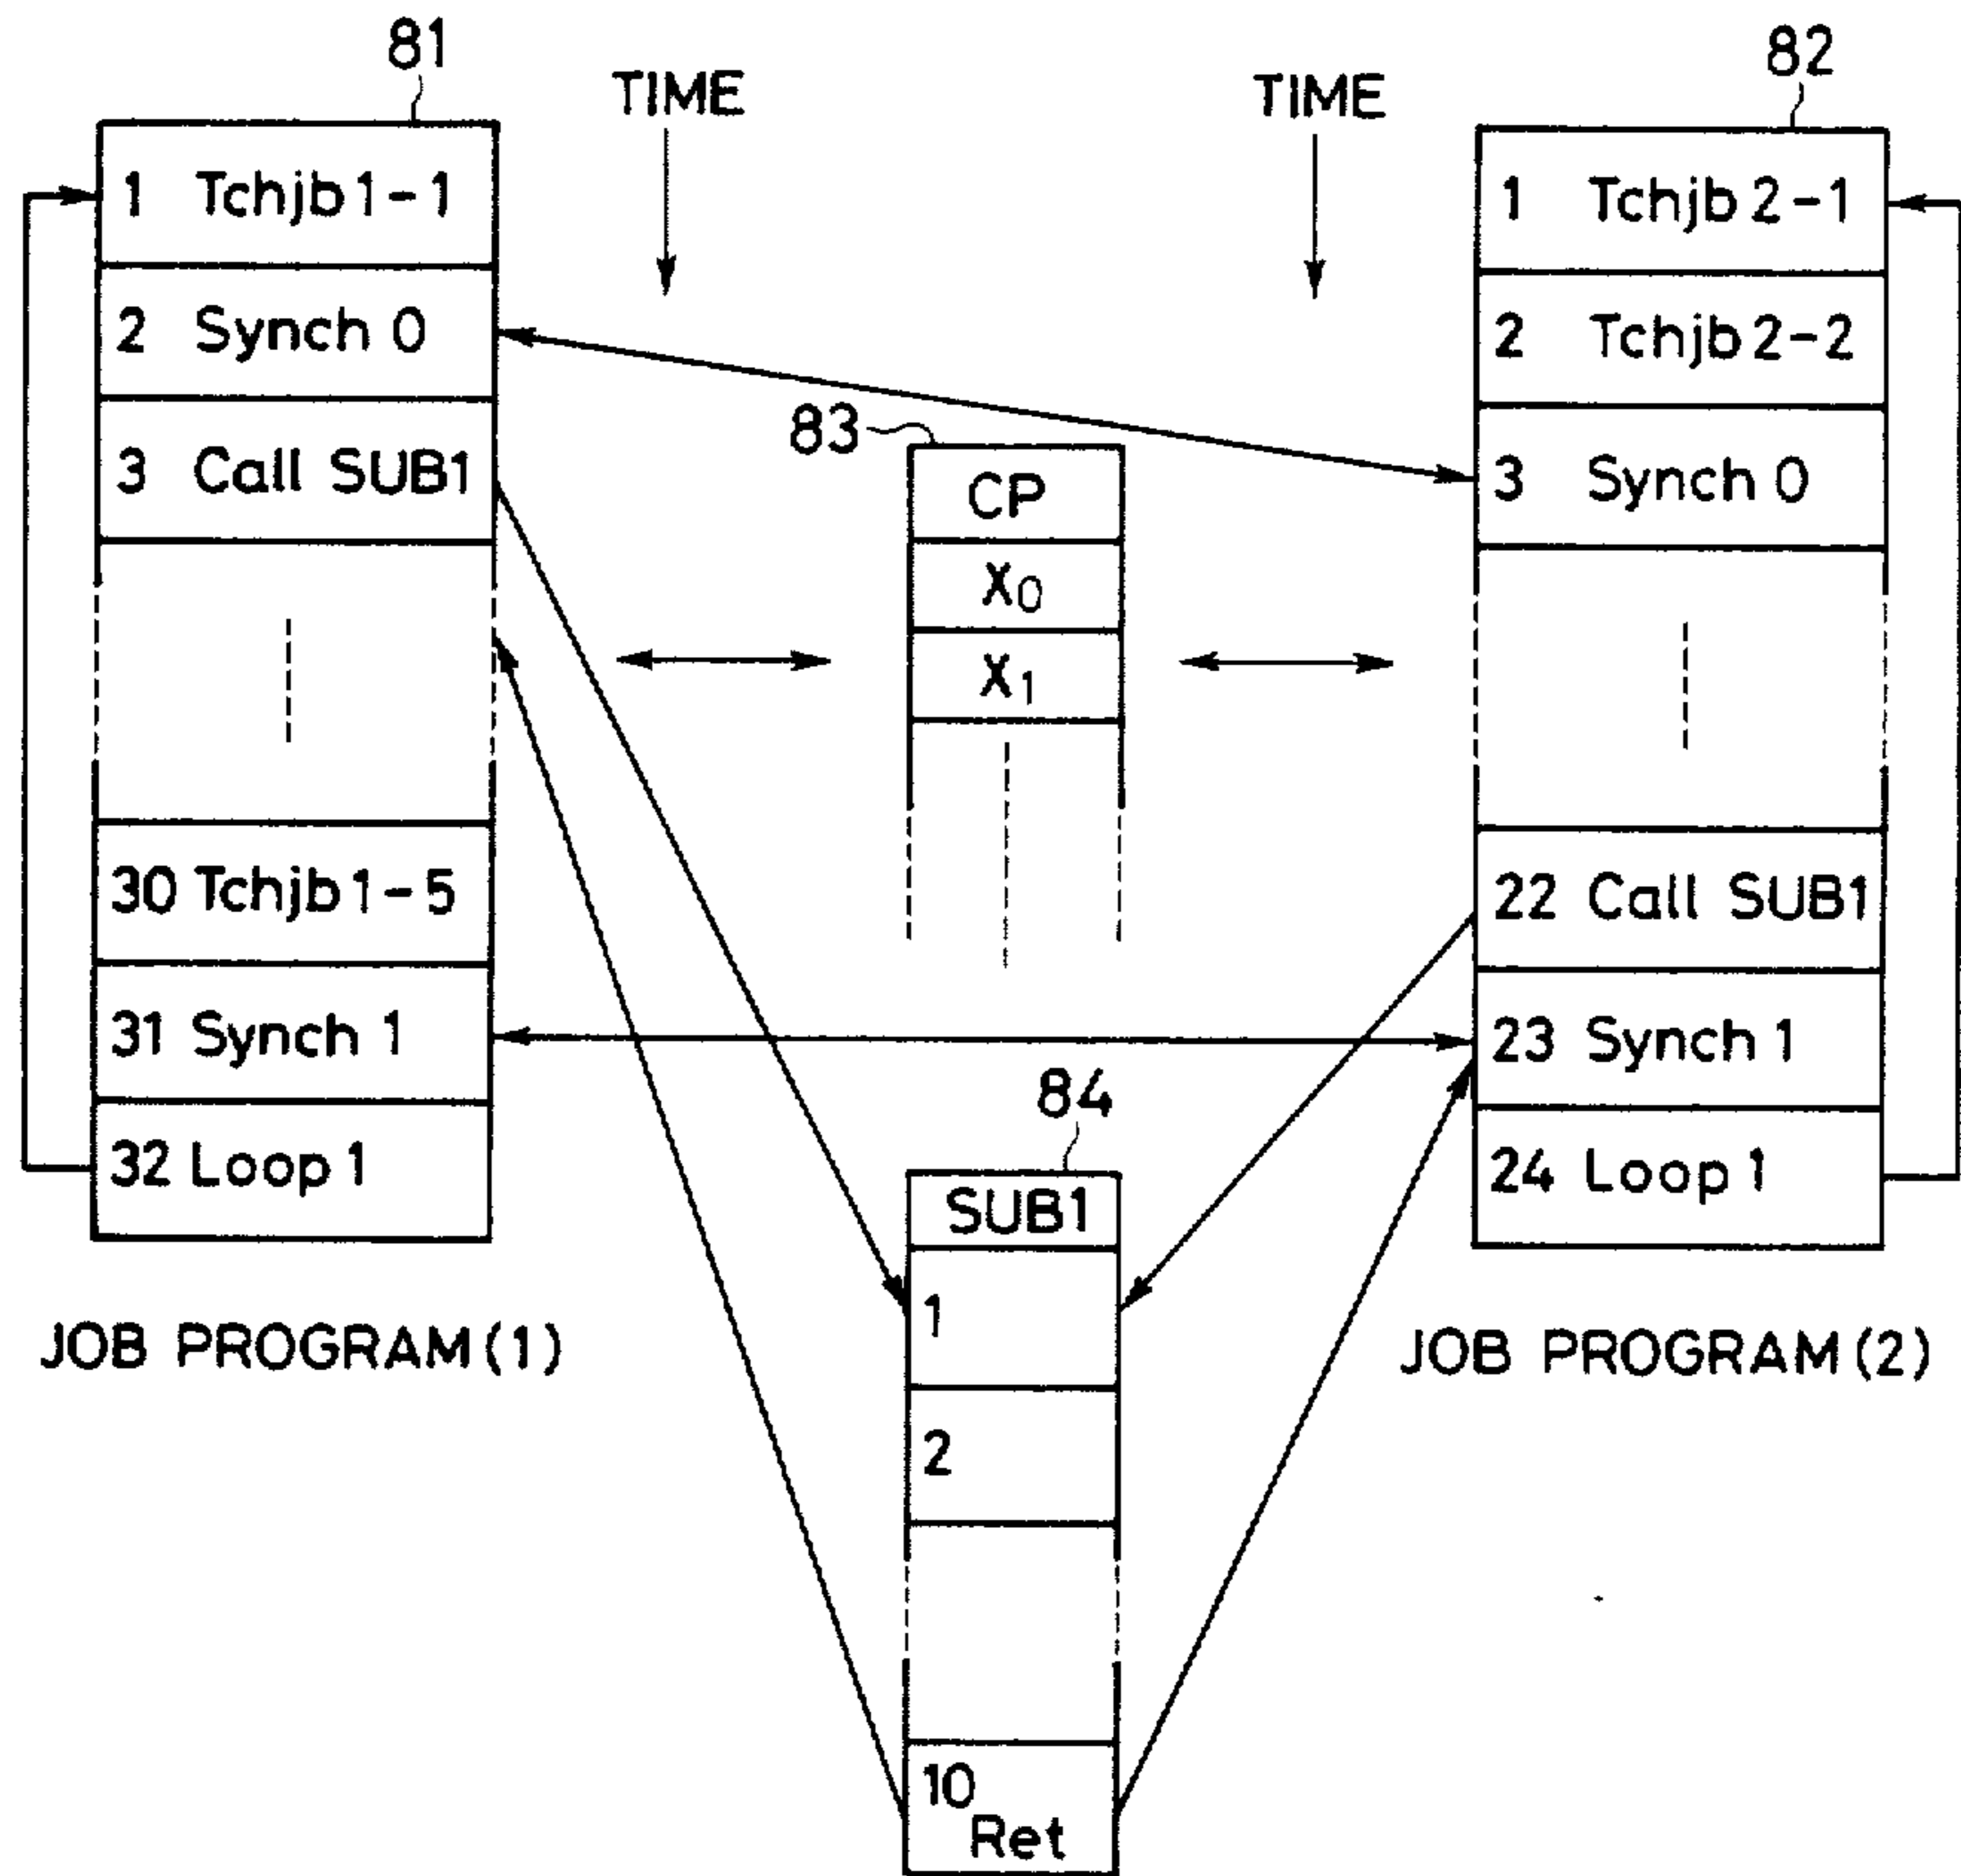 81
TIME
TIME
82
1 Tchjb 1-1
2 Synch 0
3 Call SUB1
30 Tchjb 1-5
31 Synch 1
32 Loop 1
JOB PROGRAM (1)
83
CP
X0
X1
84
SUB1
1
2
10
Ret
1 Tchjb 2-1
2 Tchjb 2-2
3 Synch 0
22 Call SUB1
23 Synch 1
24 Loop 1
JOB PROGRAM (2)